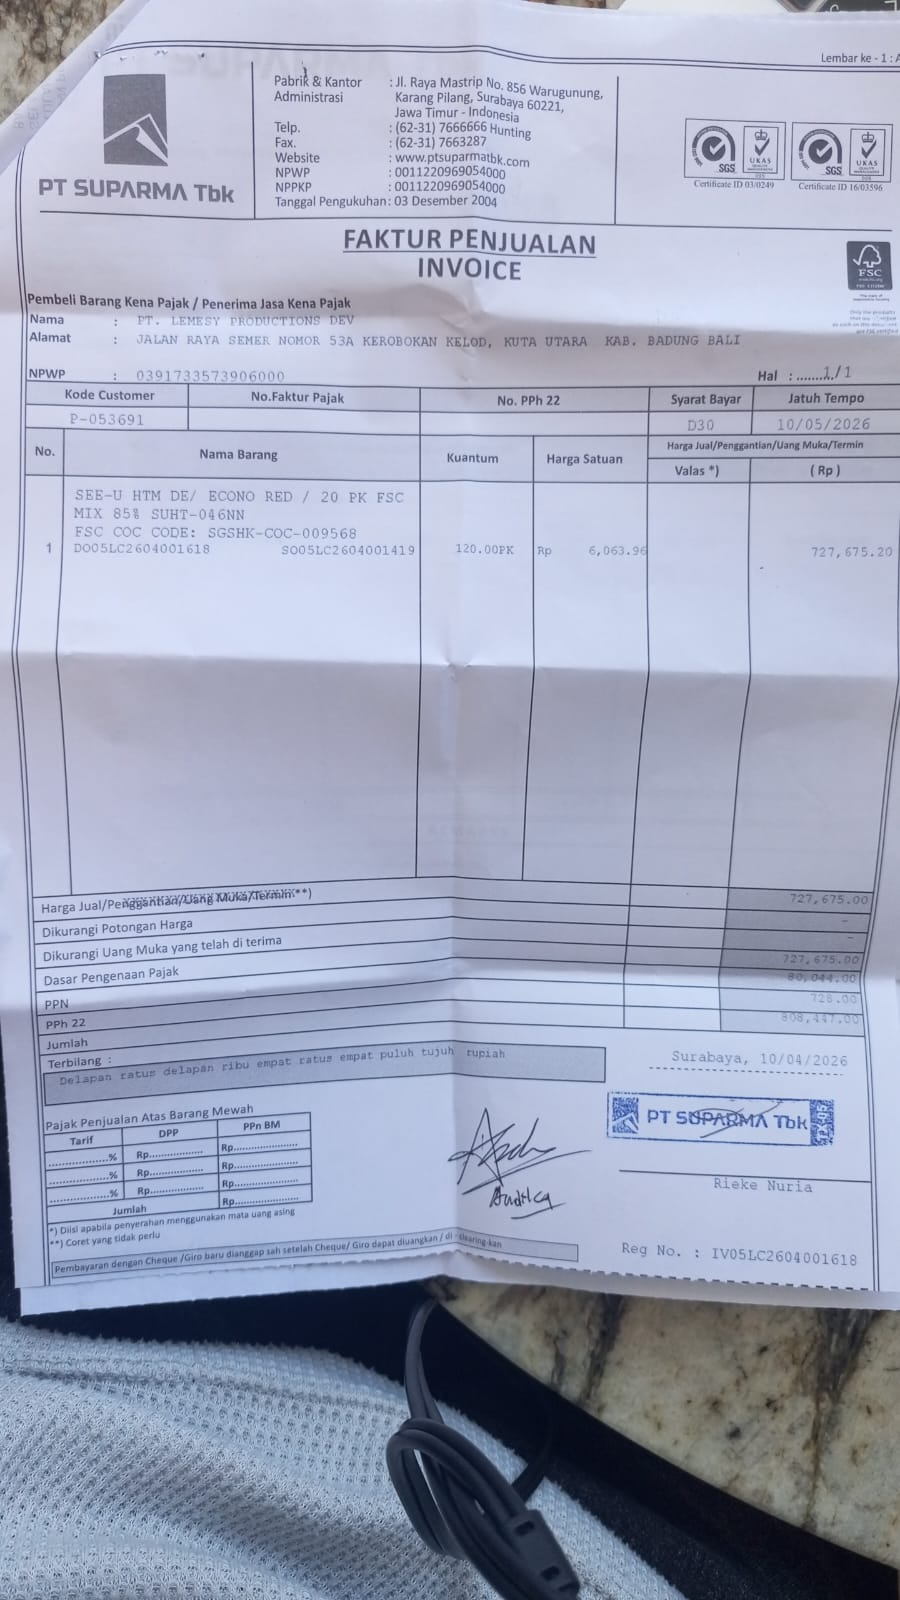 Lembar ke - 1 :
PT SUPARMA Tbk
Pabrik & Kantor : Jl. Raya Mastrip No. 856 Warugunung,
Administrasi Karang Pilang, Surabaya 60221,
Jawa Timur - Indonesia
Telp. : (62-31) 7666666 Hunting
Fax. : (62-31) 7663287
Website : www.ptsuparmatbk.com
NPWP : 0011220969054000
NPPKP : 0011220969054000
Tanggal Pengukuhan : 03 Desember 2004
SGS UKAS SGS UKAS
Certificate ID 03/0249 Certificate ID 16/03596
FAKTUR PENJUALAN
INVOICE
FSC
Pembeli Barang Kena Pajak / Penerima Jasa Kena Pajak
Nama : PT. LEMESY PRODUCTIONS DEV
Alamat : JALAN RAYA SEMER NOMOR 53A KEROBOKAN KELOD, KUTA UTARA KAB. BADUNG BALI
NPWP : 0391733573906000
Hal : ....... 1/1
Kode Customer No.Faktur Pajak No. PPh 22 Syarat Bayar Jatuh Tempo
P-053691 D30 10/05/2026
No. Nama Barang Kuantum Harga Satuan Harga Jual/Penggantian/Uang Muka/Termin
Valas *) ( Rp )
SEE-U HTM DE/ ECONO RED / 20 PK FSC
MIX 85% SUHT-046NN
FSC COC CODE: SGSHK-COC-009568
1 DO05LC2604001618 SO05LC2604001419 120.00PK Rp 6,063.96 727,675.20
Harga Jual/Penggantian/Uang Muka/Termin **) 727,675.00
Dikurangi Potongan Harga -
Dikurangi Uang Muka yang telah di terima -
Dasar Pengenaan Pajak 727,675.00
PPN 80,044.00
PPh 22 728.00
Jumlah 808,447.00
Terbilang :
Delapan ratus delapan ribu empat ratus empat puluh tujuh rupiah
Surabaya, 10/04/2026
Pajak Penjualan Atas Barang Mewah
Tarif DPP PPn BM
..................% Rp.................. Rp..................
..................% Rp.................. Rp..................
..................% Rp.................. Rp..................
Jumlah Rp..................
PT SUPARMA Tbk
Andrea
Rieke Nuria
*) Diisi apabila penyerahan menggunakan mata uang asing
**) Coret yang tidak perlu
Pembayaran dengan Cheque /Giro baru dianggap sah setelah Cheque/ Giro dapat diuangkan / di - clearing-kan
Reg No. : IV05LC2604001618